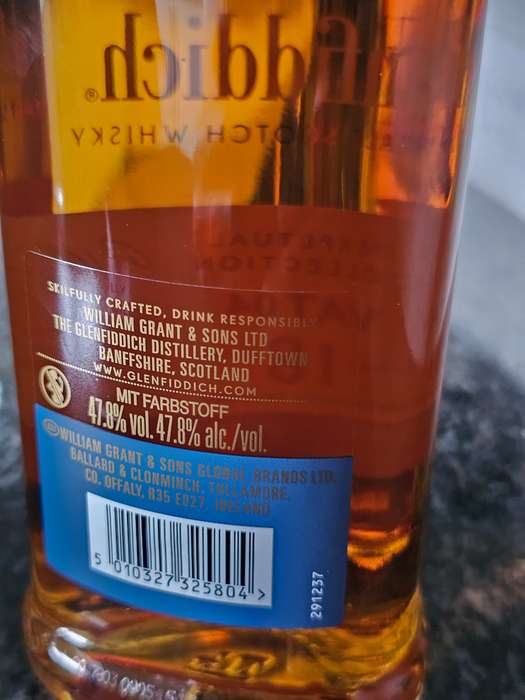 fiddich®
SCOTCH WHISKY
SKILFULLY CRAFTED, DRINK RESPONSIBLY
WILLIAM GRANT & SONS LTD
THE GLENFIDDICH DISTILLERY, DUFFTOWN
BANFFSHIRE, SCOTLAND
WWW.GLENFIDDICH.COM
MIT FARBSTOFF
47.8% vol. 47.8% alc./vol.
WILLIAM GRANT & SONS GLOBAL BRANDS LTD.
BALLARD & CLONMINCH, TULLAMORE,
CO. OFFALY, R35 E027, IRELAND.
5 010327 325804 >
291237